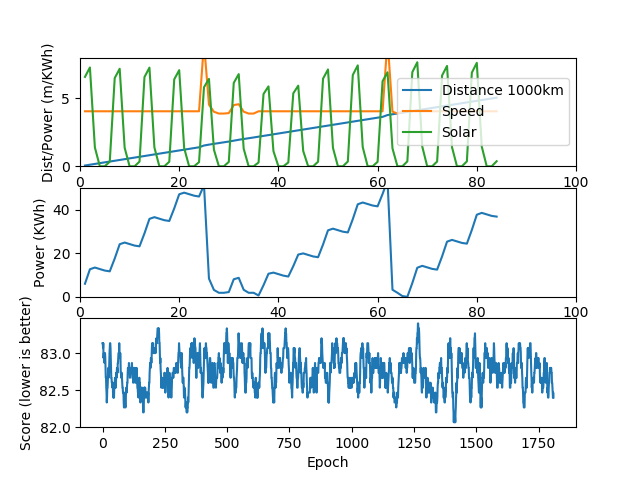 Dist/Power (m/KWh)
5
0
Distance 1000km
Speed
Solar
0 20 40 60 80 100
Power (KWh)
40
20
0
0 20 40 60 80 100
Score (lower is better)
83.0
82.5
82.0
0 250 500 750 1000 1250 1500 1750
Epoch